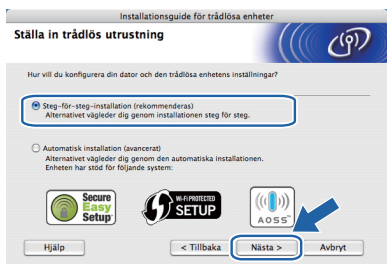 Installationsguide för trådlösa enheter
Ställa in trådlös utrustning
Hur vill du konfigurera din dator och den trådlösa enhetens inställningar?
Steg-för-steg-installation (rekommenderas)
Alternativet vägleder dig genom installationen steg för steg.
Automatisk installation (avancerat)
Alternativet vägleder dig genom den automatiska installationen.
Enheten har stöd för följande system:
Secure
Easy
Setup
WI-FI PROTECTED
SETUP
AOSS
Hjälp
< Tillbaka
Nästa >
Avbryt